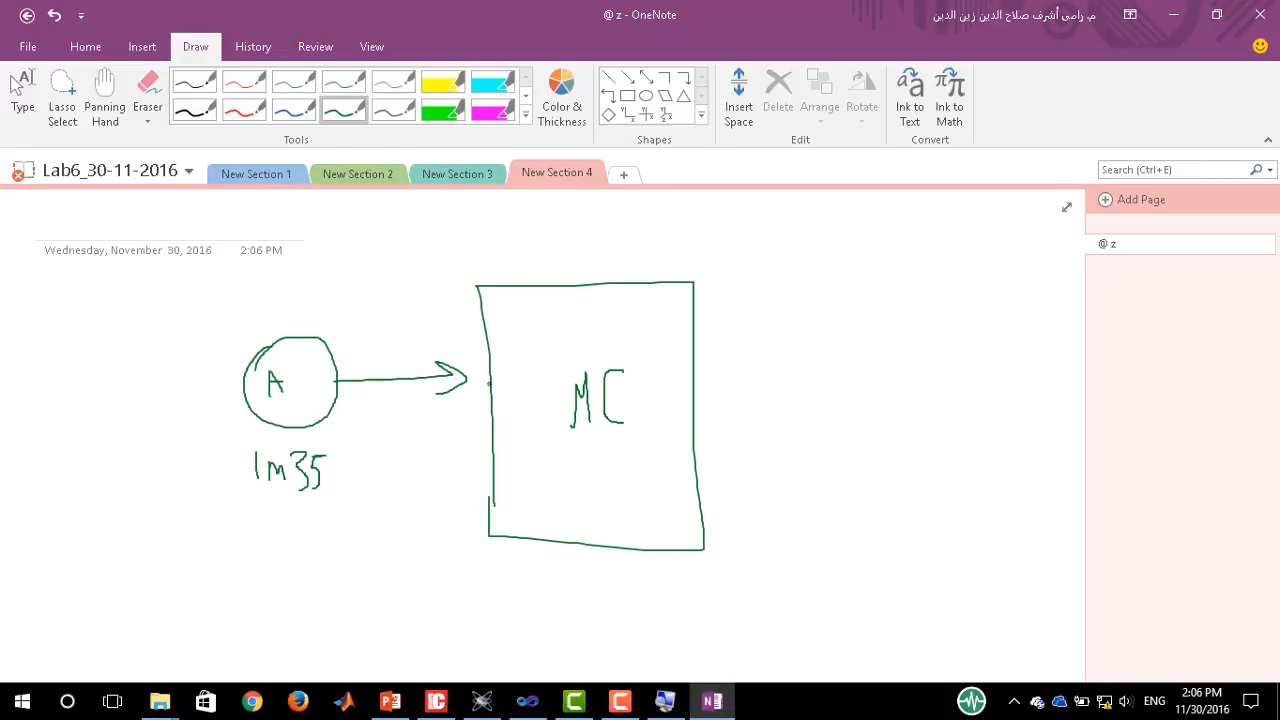 @ z - OneNote
م. رامى أشرف صلاح الدين زين الدين
File Home Insert Draw History Review View
Type
Lasso Select
Panning Hand
Eraser
Color & Thickness
Insert Space
Delete
Arrange
Rotate
Ink to Text
Ink to Math
Tools
Shapes
Edit
Convert
Lab6_30-11-2016
New Section 1
New Section 2
New Section 3
New Section 4
Search (Ctrl+E)
Add Page
@ z
Wednesday, November 30, 2016 2:06 PM
A
MC
lm35
ENG
2:06 PM
11/30/2016